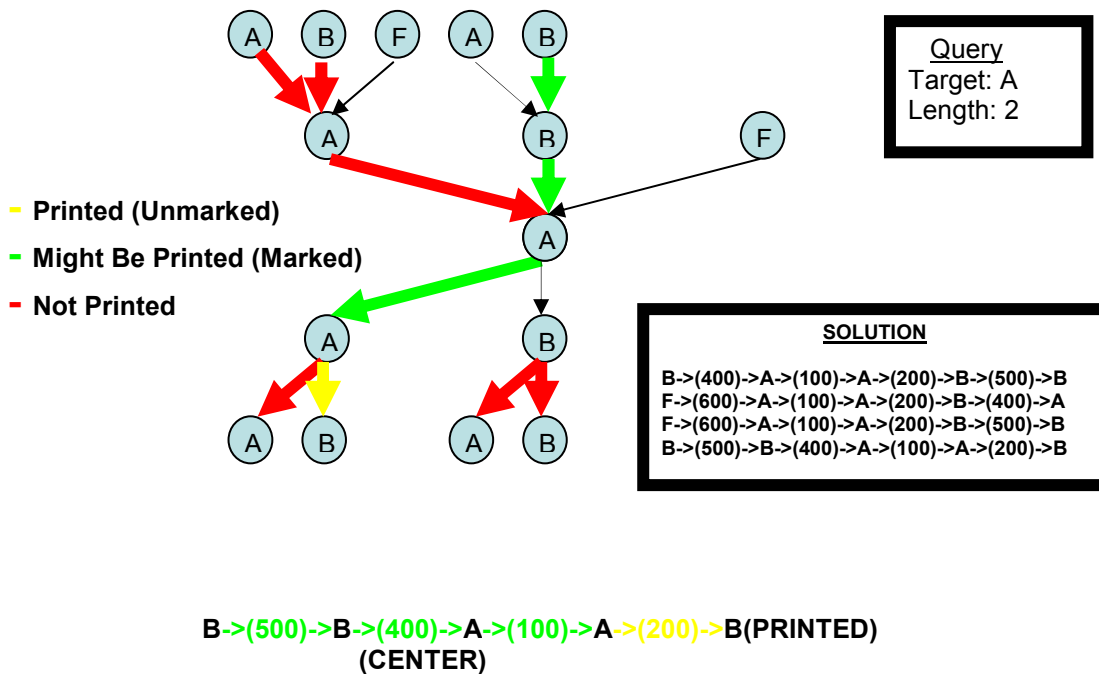 A B F A B
Query
Target: A
Length: 2
A B F
- Printed (Unmarked)
- Might Be Printed (Marked)
- Not Printed
A
A B
A B A B
SOLUTION
B->(400)->A->(100)->A->(200)->B->(500)->B
F->(600)->A->(100)->A->(200)->B->(400)->A
F->(600)->A->(100)->A->(200)->B->(500)->B
B->(500)->B->(400)->A->(100)->A->(200)->B
B->(500)->B->(400)->A->(100)->A->(200)->B(PRINTED)
(CENTER)